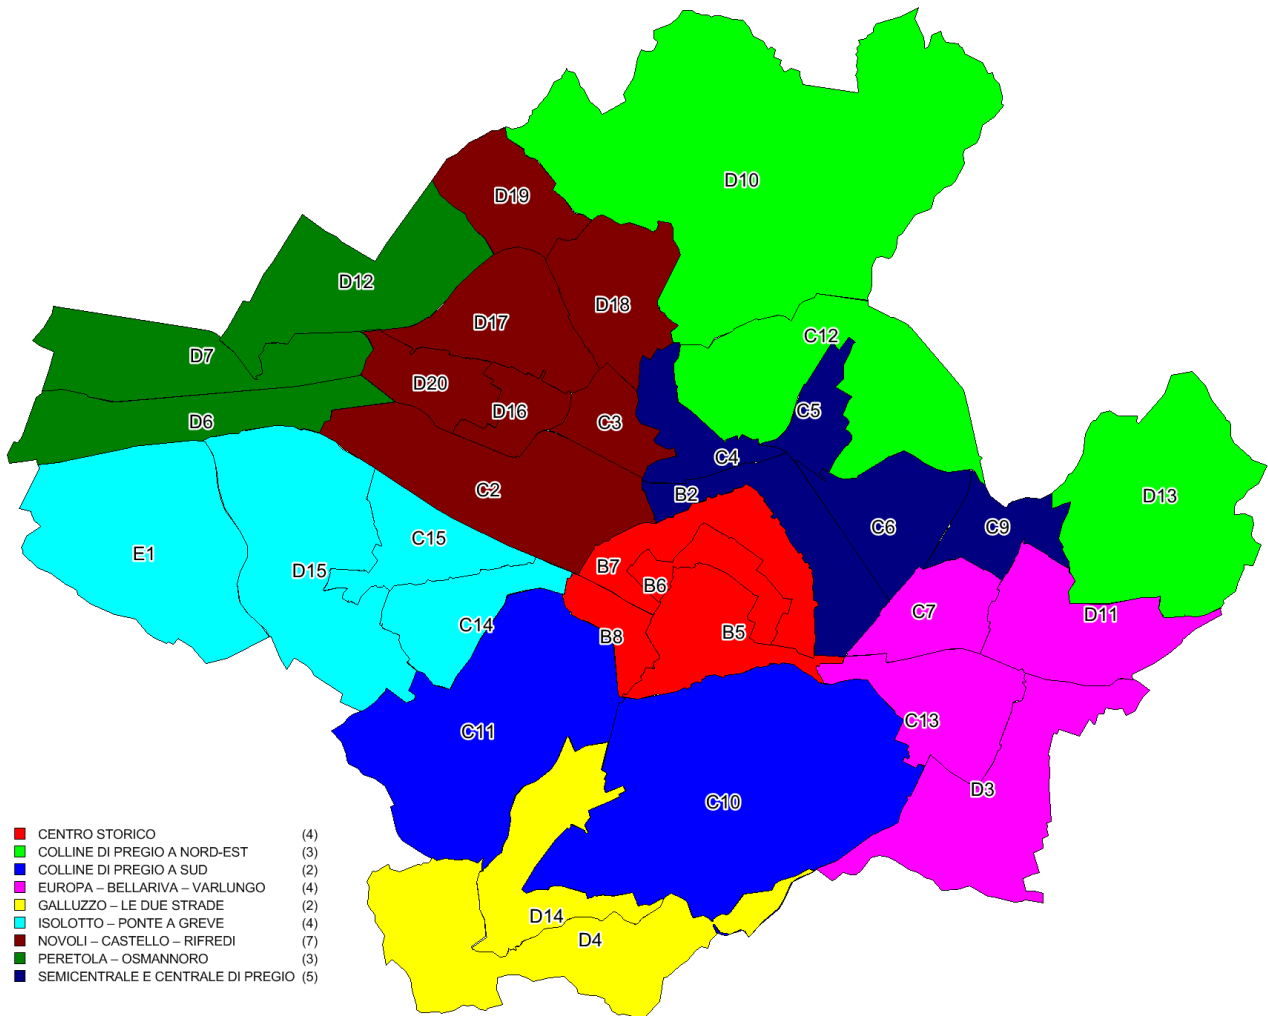 D10
D19
D12
D18
D17
C12
D7
D20
D16
C5
D6
C3
C4
C2
B2
D13
C6
C9
C15
E1
D15
B7
B6
C7
D11
C14
B8
B5
C11
C13
D3
C10
D14
D4
CENTRO STORICO (4)
COLLINE DI PREGIO A NORD-EST (3)
COLLINE DI PREGIO A SUD (2)
EUROPA – BELLARIVA – VARLUNGO (4)
GALLUZZO – LE DUE STRADE (2)
ISOLOTTO – PONTE A GREVE (4)
NOVOLI – CASTELLO – RIFREDI (7)
PERETOLA – OSMANNORO (3)
SEMICENTRALE E CENTRALE DI PREGIO (5)